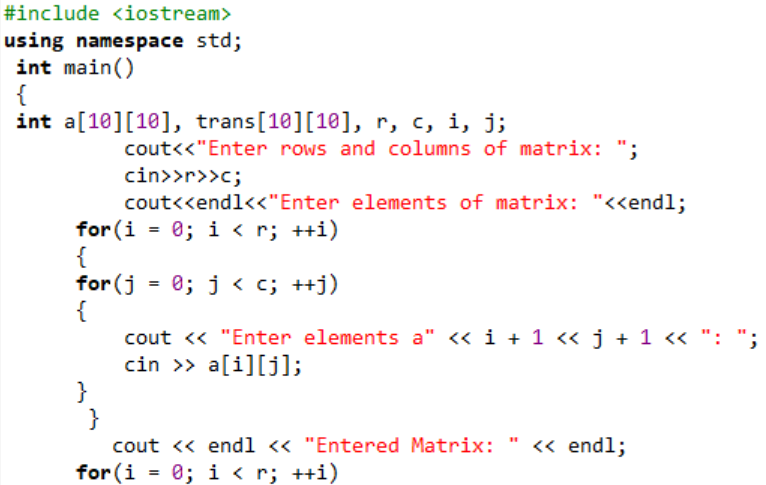 #include <iostream>
using namespace std;
int main()
{
int a[10][10], trans[10][10], r, c, i, j;
cout<<"Enter rows and columns of matrix: ";
cin>>r>>c;
cout<<endl<<"Enter elements of matrix: "<<endl;
for(i = 0; i < r; ++i)
{
for(j = 0; j < c; ++j)
{
cout << "Enter elements a" << i + 1 << j + 1 << ": ";
cin >> a[i][j];
}
}
cout << endl << "Entered Matrix: " << endl;
for(i = 0; i < r; ++i)